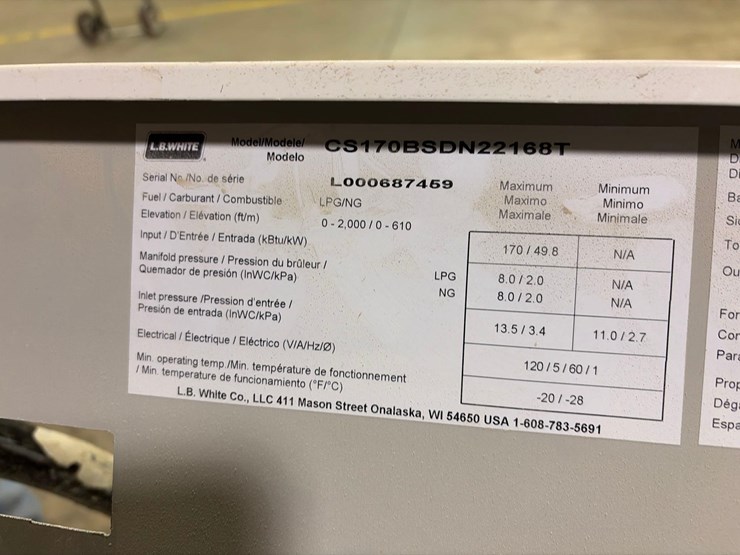 L.B.WHITE
Model/Modele/
Modelo
CS170BSDN22168T
Serial No./No. de série
L000687459
Fuel / Carburant / Combustible
LPG/NG
Elevation / Elévation (ft/m)
0 - 2,000 / 0 - 610
Maximum
Maximo
Maximale
Minimum
Minimo
Minimale
Input / D'Entrée / Entrada (kBtu/kW)
170 / 49.8
N/A
Manifold pressure / Pression du brûleur /
Quemador de presión (InWC/kPa)
LPG
8.0 / 2.0
N/A
NG
8.0 / 2.0
N/A
Inlet pressure /Pression d'entrée /
Presión de entrada (InWC/kPa)
13.5 / 3.4
11.0 / 2.7
Electrical / Électrique / Eléctrico (V/A/Hz/Ø)
120 / 5 / 60 / 1
Min. operating temp./Min. température de fonctionnement
/ Min. temperature de funcionamiento (°F/°C)
-20 / -28
L.B. White Co., LLC 411 Mason Street Onalaska, WI 54650 USA 1-608-783-5691